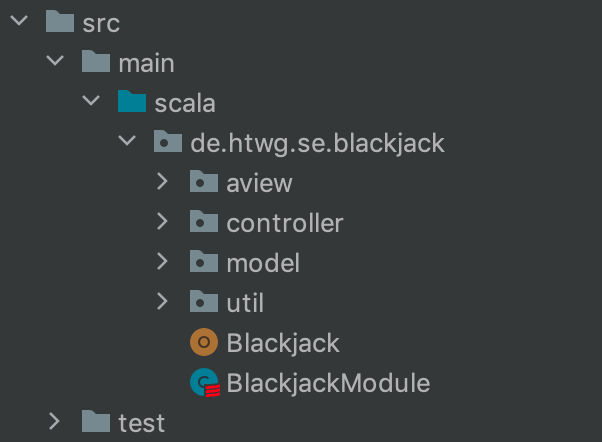 src
main
scala
de.htwg.se.blackjack
aview
controller
model
util
Blackjack
BlackjackModule
test